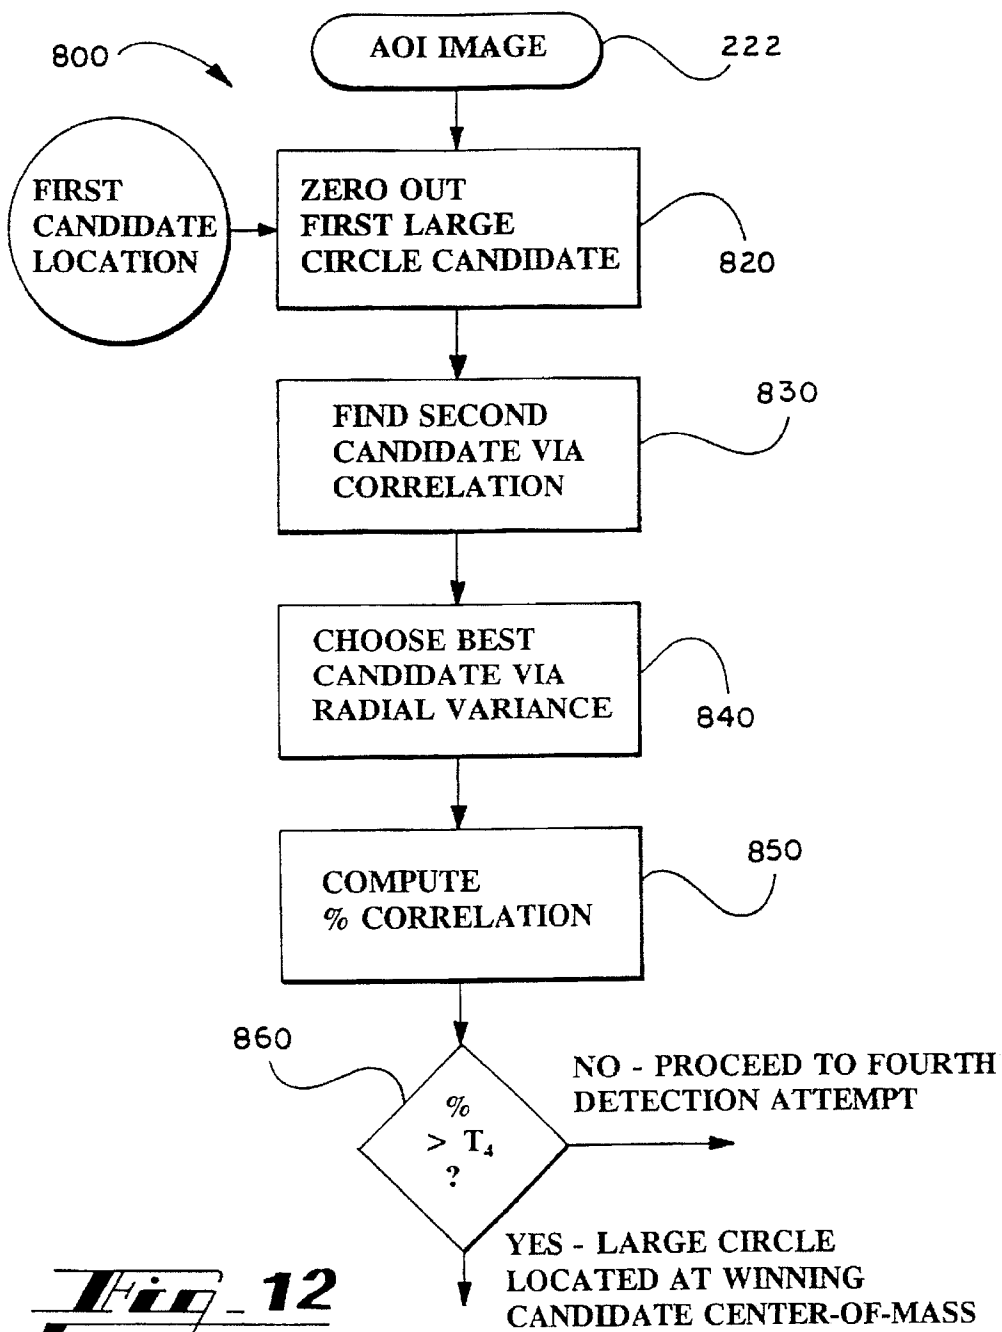 800
AOI IMAGE
222
FIRST
CANDIDATE
LOCATION
ZERO OUT
FIRST LARGE
CIRCLE CANDIDATE
820
FIND SECOND
CANDIDATE VIA
CORRELATION
830
CHOOSE BEST
CANDIDATE VIA
RADIAL VARIANCE
840
COMPUTE
% CORRELATION
850
860
%
> T₄
?
NO - PROCEED TO FOURTH
DETECTION ATTEMPT
YES - LARGE CIRCLE
LOCATED AT WINNING
CANDIDATE CENTER-OF-MASS
Fig_12